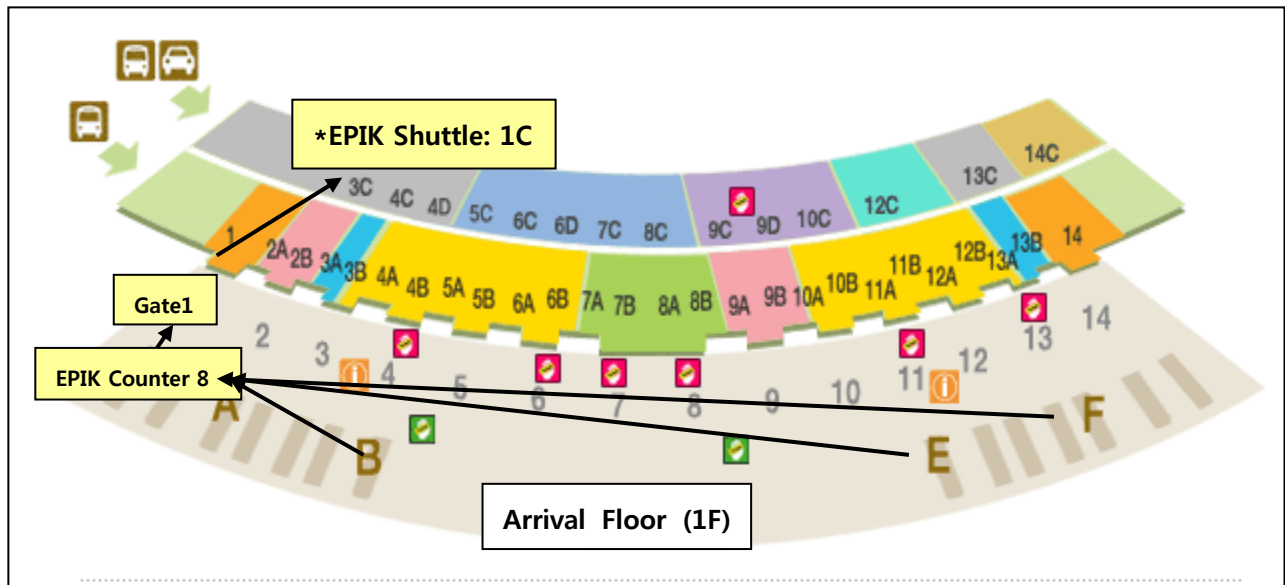 *EPIK Shuttle: 1C
3C 4C 4D 5C 6C 6D 7C 8C 9C 9D 10C 12C 13C 14C
1 2A 2B 3A 3B 4A 4B 5A 5B 6A 6B 7A 7B 8A 8B 9A 9B 10A 10B 11A 11B 12A 12B 13A 13B 14
Gate1
2 3 4 5 6 7 8 9 10 11 12 13 14
EPIK Counter 8
A B E F
Arrival Floor (1F)